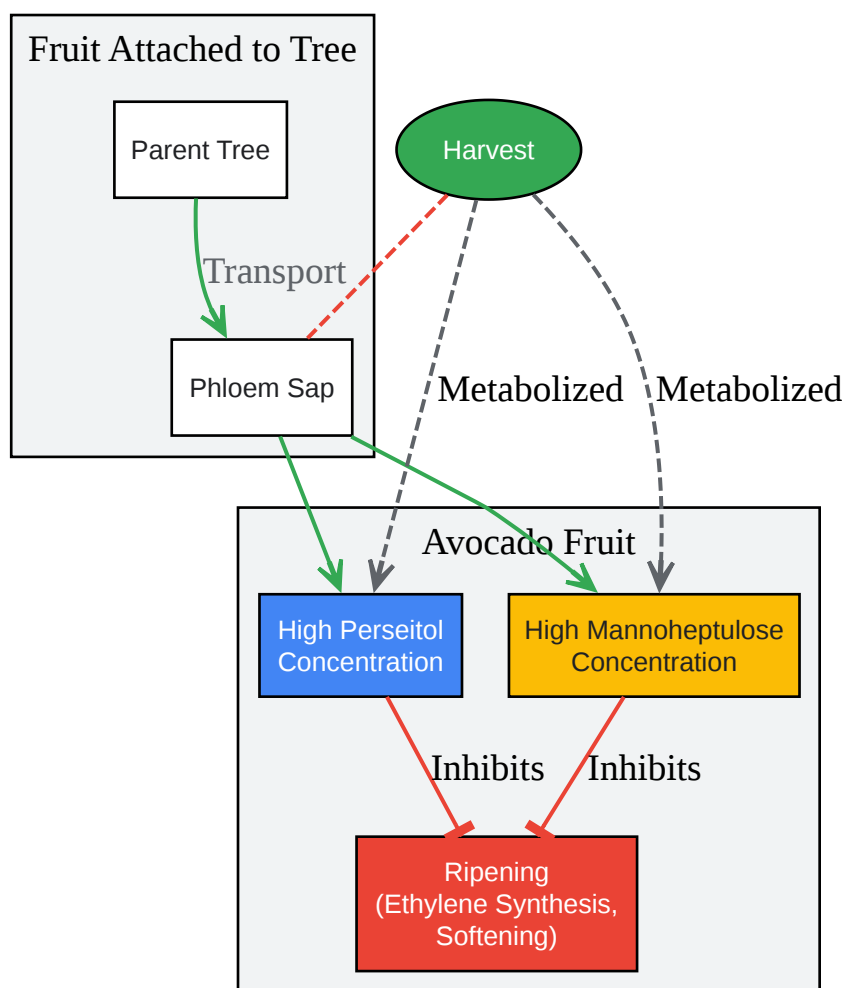 Fruit Attached to Tree
Parent Tree
Harvest
Transport
Phloem Sap
Metabolized
Metabolized
Avocado Fruit
High Perseitol
Concentration
High Mannoheptulose
Concentration
Inhibits
Inhibits
Ripening
(Ethylene Synthesis,
Softening)